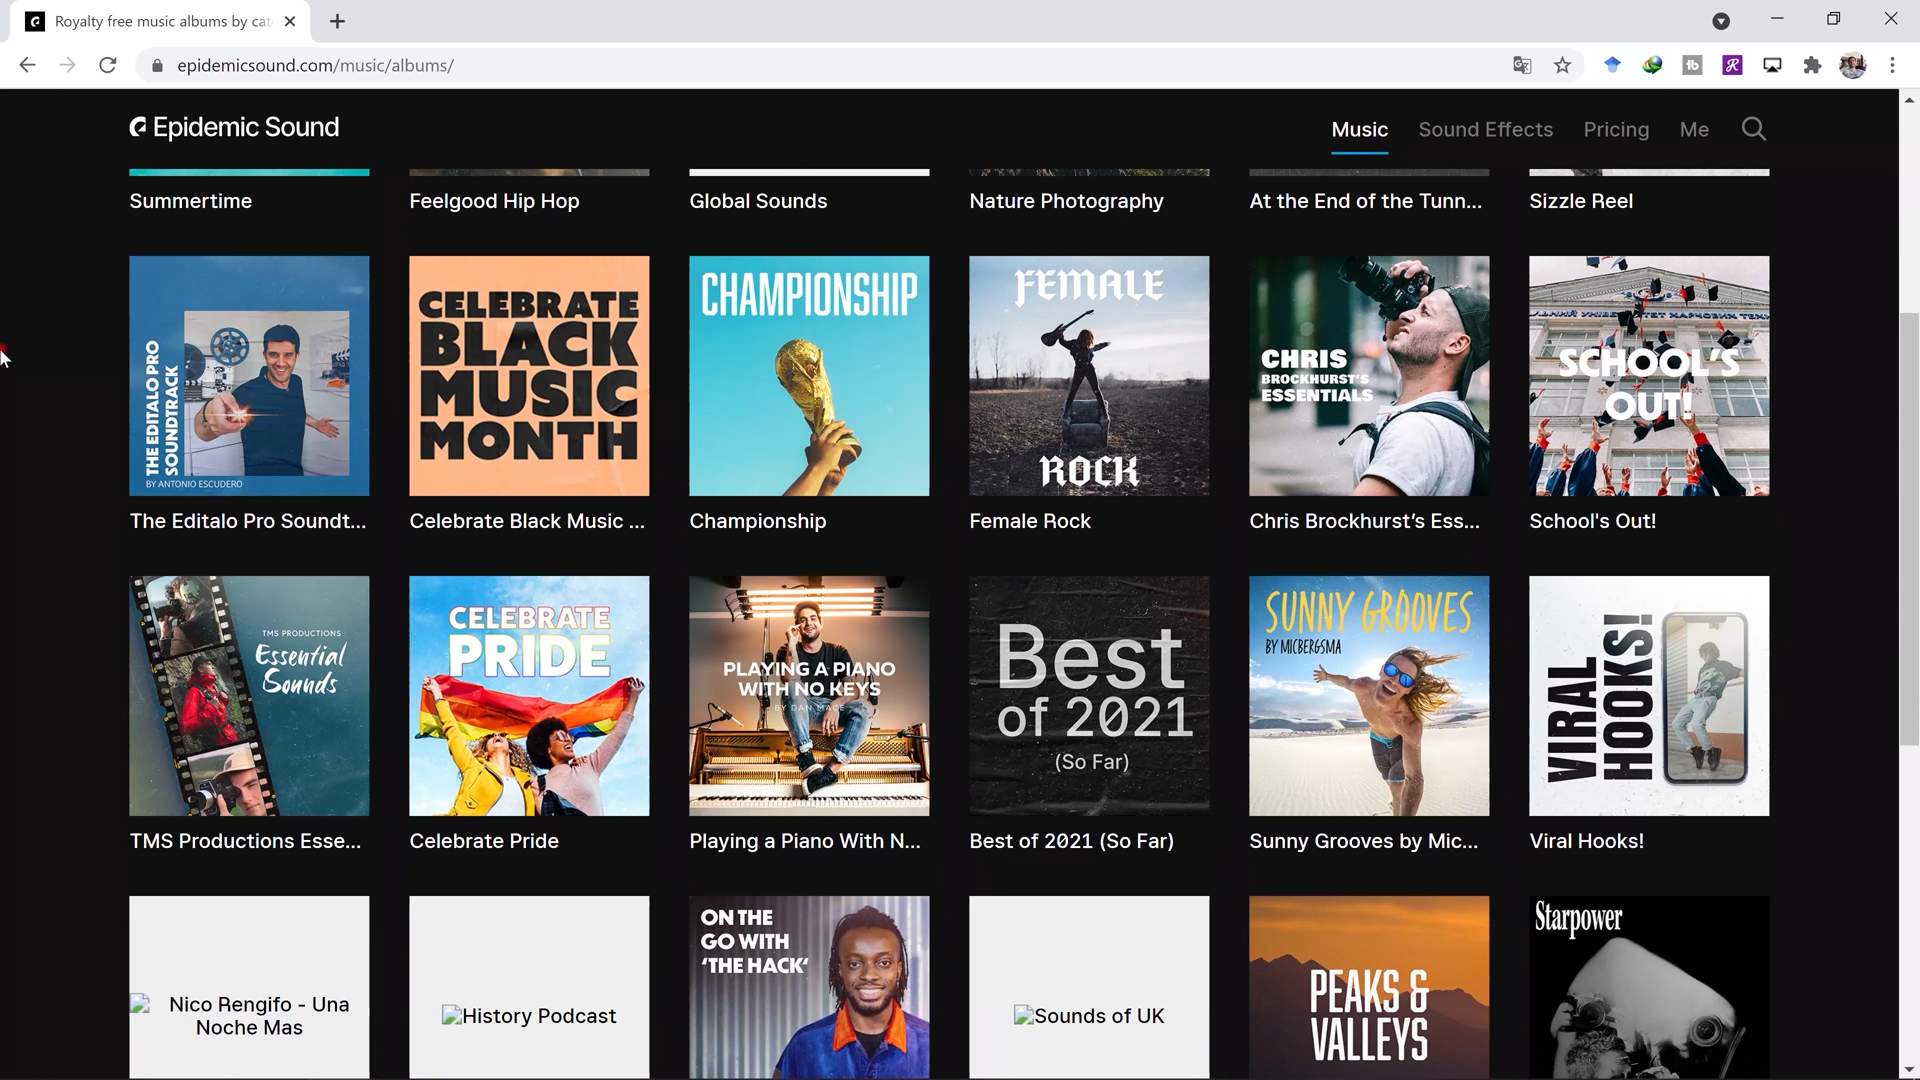 Royalty free music albums by cat
epidemicsound.com/music/albums/
Epidemic Sound
Music
Sound Effects
Pricing
Me
Summertime
Feelgood Hip Hop
Global Sounds
Nature Photography
At the End of the Tunn...
Sizzle Reel
THE EDITALO PRO
SOUNDTRACK
BY ANTONIO ESCUDERO
CELEBRATE
BLACK
MUSIC
MONTH
CHAMPIONSHIP
FEMALE
ROCK
CHRIS
BROCKHURST'S
ESSENTIALS
SCHOOL'S
OUT!
The Editalo Pro Soundt...
Celebrate Black Music ...
Championship
Female Rock
Chris Brockhurst's Ess...
School's Out!
TMS PRODUCTIONS
Essential
Sounds
CELEBRATE
PRIDE
PLAYING A PIANO
WITH NO KEYS
BY DAN MACE
Best
of 2021
(So Far)
SUNNY GROOVES
BY MICBERGSMA
VIRAL
HOOKS!
TMS Productions Esse...
Celebrate Pride
Playing a Piano With N...
Best of 2021 (So Far)
Sunny Grooves by Mic...
Viral Hooks!
Nico Rengifo - Una
Noche Mas
History Podcast
ON THE
GO WITH
'THE HACK'
Sounds of UK
PEAKS &
VALLEYS
Starpower